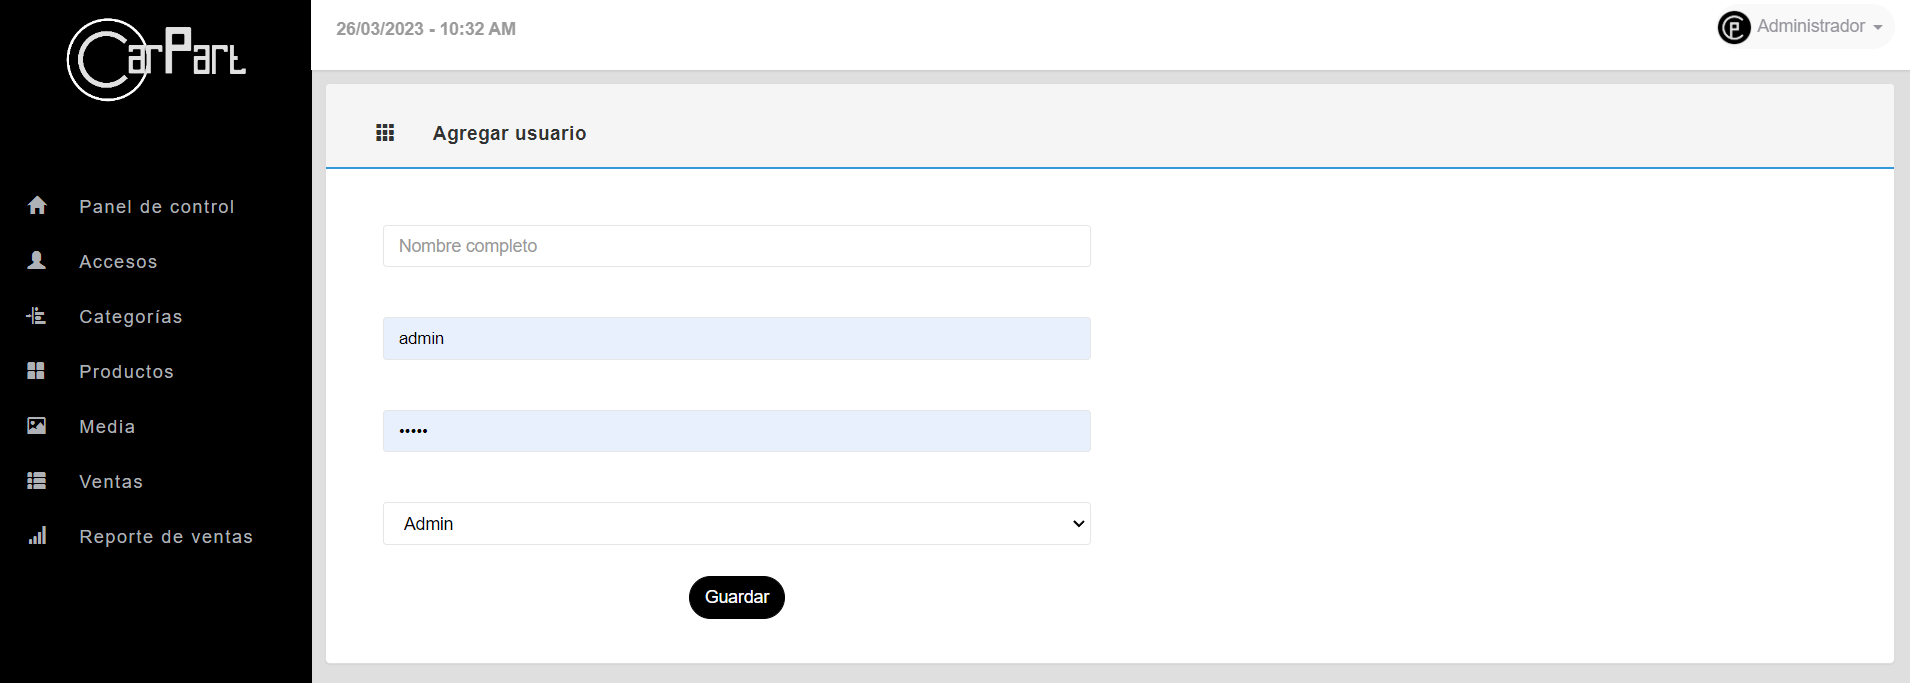 CarPart
26/03/2023 - 10:32 AM
Administrador
Panel de control
Accesos
Categorías
Productos
Media
Ventas
Reporte de ventas
Agregar usuario
Nombre completo
admin
•••••
Admin
Guardar